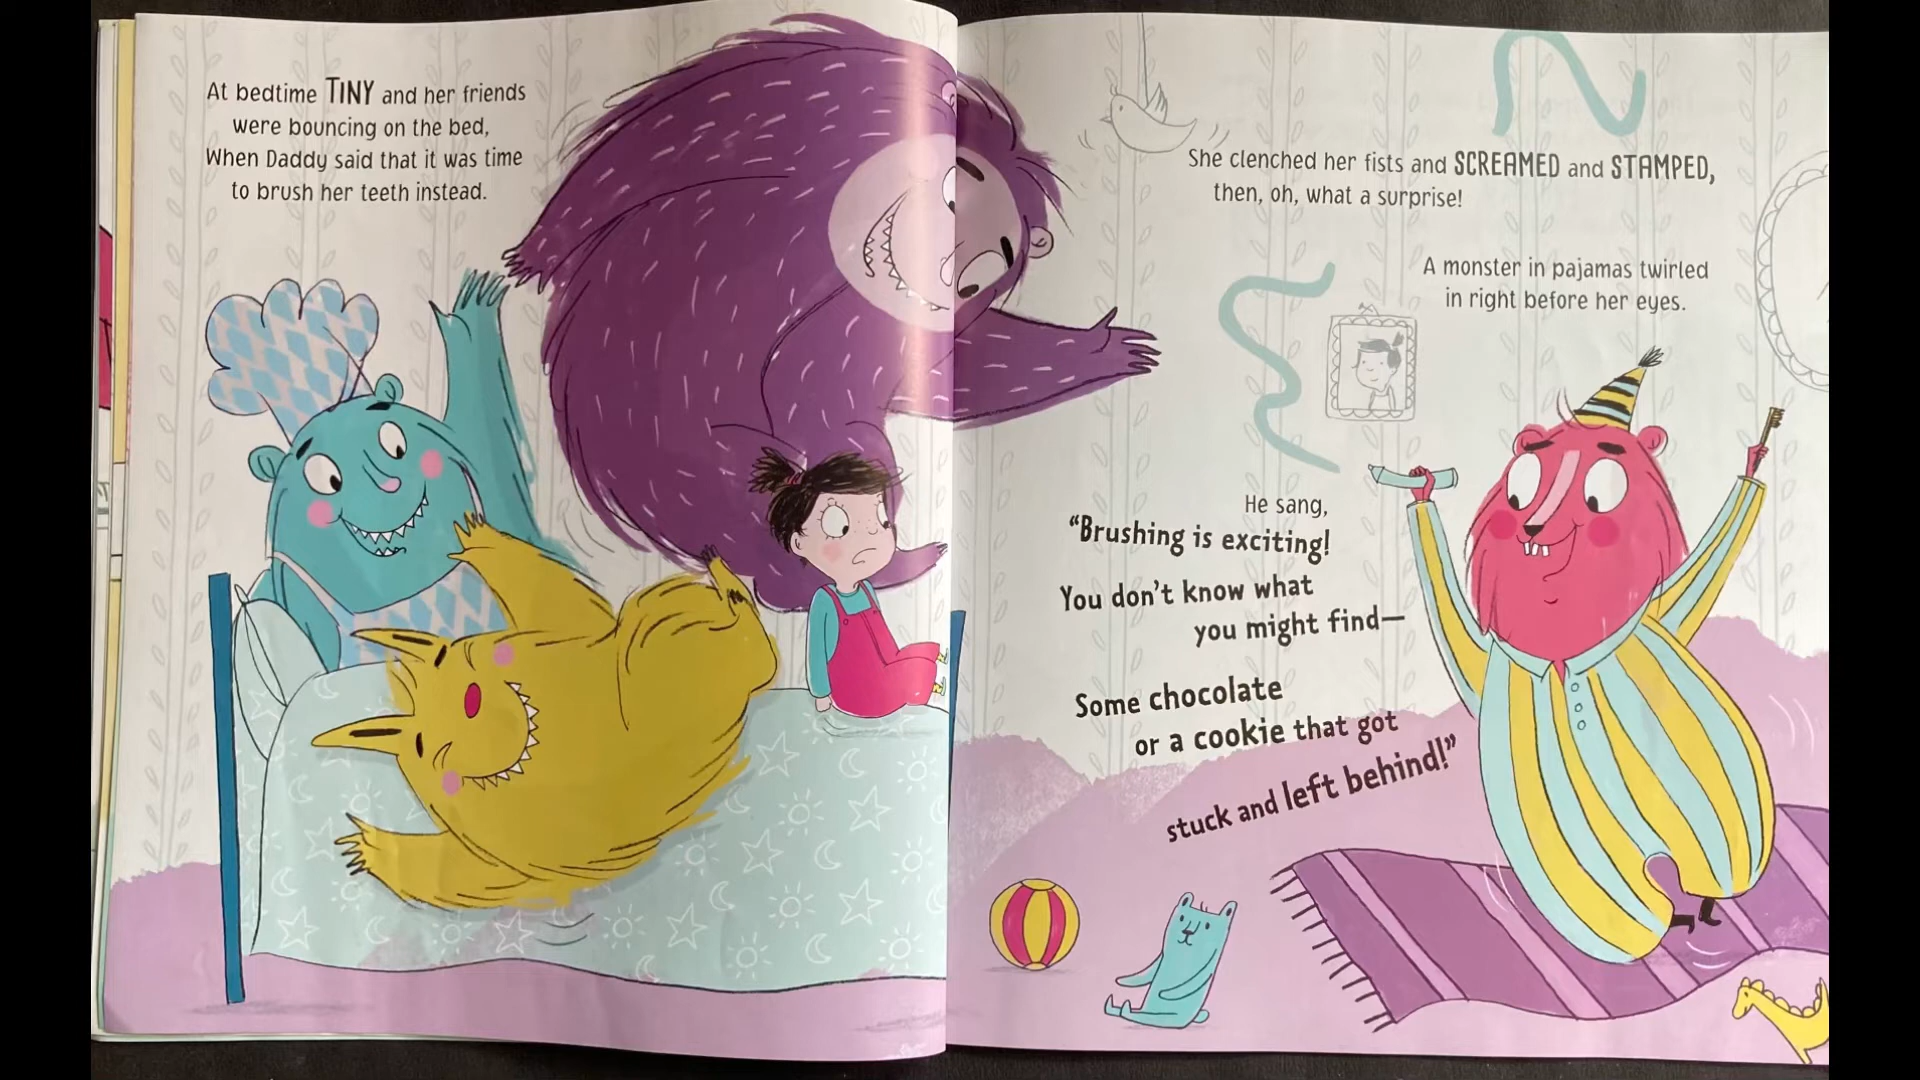 At bedtime TiNY and her friends
were bouncing on the bed,
When Daddy said that it was time
to brush her teeth instead.
She clenched her fists and SCREAMED and STAMPED,
then, oh, what a surprise!
A monster in pajamas twirled
in right before her eyes.
He sang,
“Brushing is exciting!
You don't know what
you might find—
Some chocolate
or a cookie that got
stuck and left behind!”